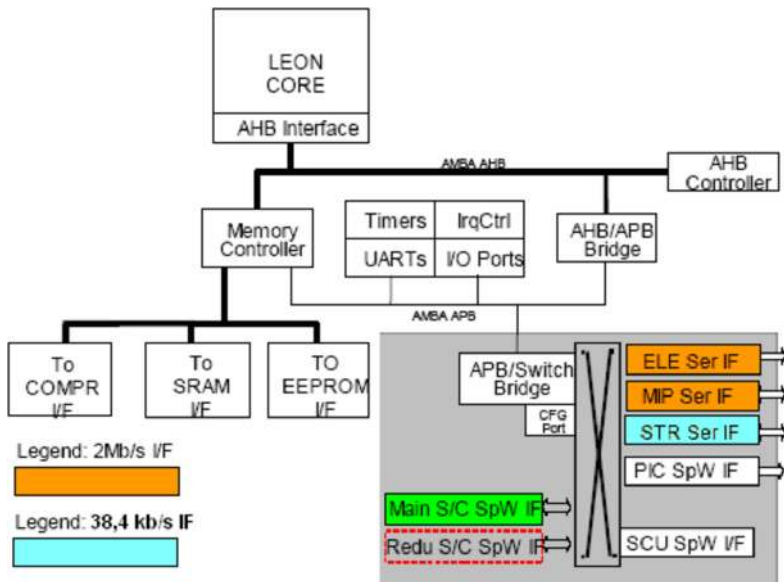 LEON
CORE
AHB Interface
AMBA AHB
AHB
Controller
Memory
Controller
Timers
IrqCtrl
UARTs
I/O Ports
AHB/APB
Bridge
AMBA APB
To
COMPR
I/F
To
SRAM
I/F
TO
EEPROM
I/F
APB/Switch
Bridge
CFG
Port
ELE Ser IF
MIP Ser IF
STR Ser IF
PIC SpW IF
SCU SpW I/F
Main S/C SpW IF
Redu S/C SpW IF
Legend: 2Mb/s I/F
Legend: 38,4 kb/s IF